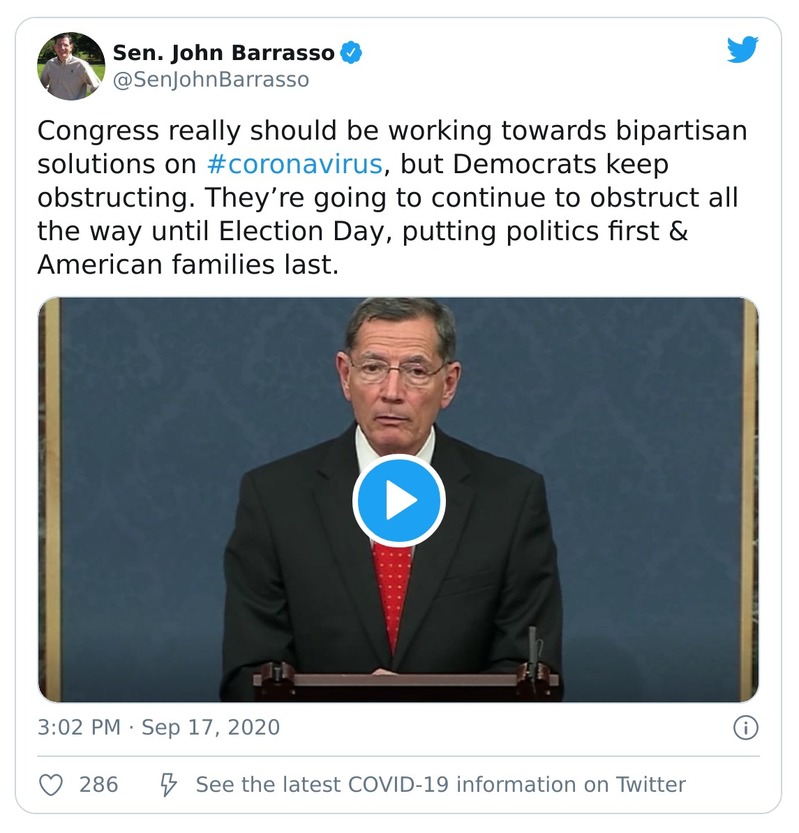 Sen. John Barrasso
@SenJohnBarrasso
Congress really should be working towards bipartisan
solutions on #coronavirus, but Democrats keep
obstructing. They’re going to continue to obstruct all
the way until Election Day, putting politics first &
American families last.
3:02 PM · Sep 17, 2020
286 See the latest COVID-19 information on Twitter